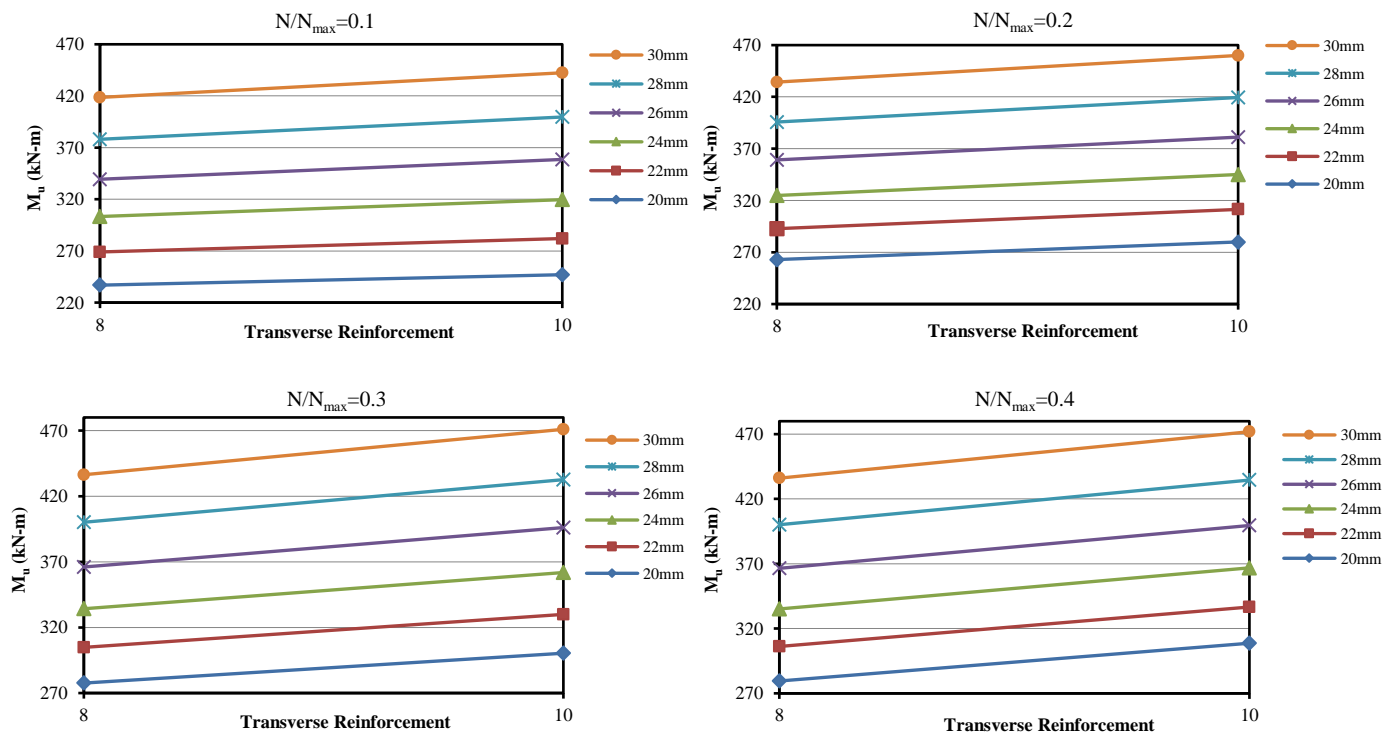 N/Nmax=0.1
470
420
370
320
270
220
Mu (kN-m)
8
10
Transverse Reinforcement
30mm
28mm
26mm
24mm
22mm
20mm
N/Nmax=0.2
470
420
370
320
270
220
Mu (kN-m)
8
10
Transverse Reinforcement
30mm
28mm
26mm
24mm
22mm
20mm
N/Nmax=0.3
470
420
370
320
270
Mu (kN-m)
8
10
Transverse Reinforcement
30mm
28mm
26mm
24mm
22mm
20mm
N/Nmax=0.4
470
420
370
320
270
Mu (kN-m)
8
10
Transverse Reinforcement
30mm
28mm
26mm
24mm
22mm
20mm